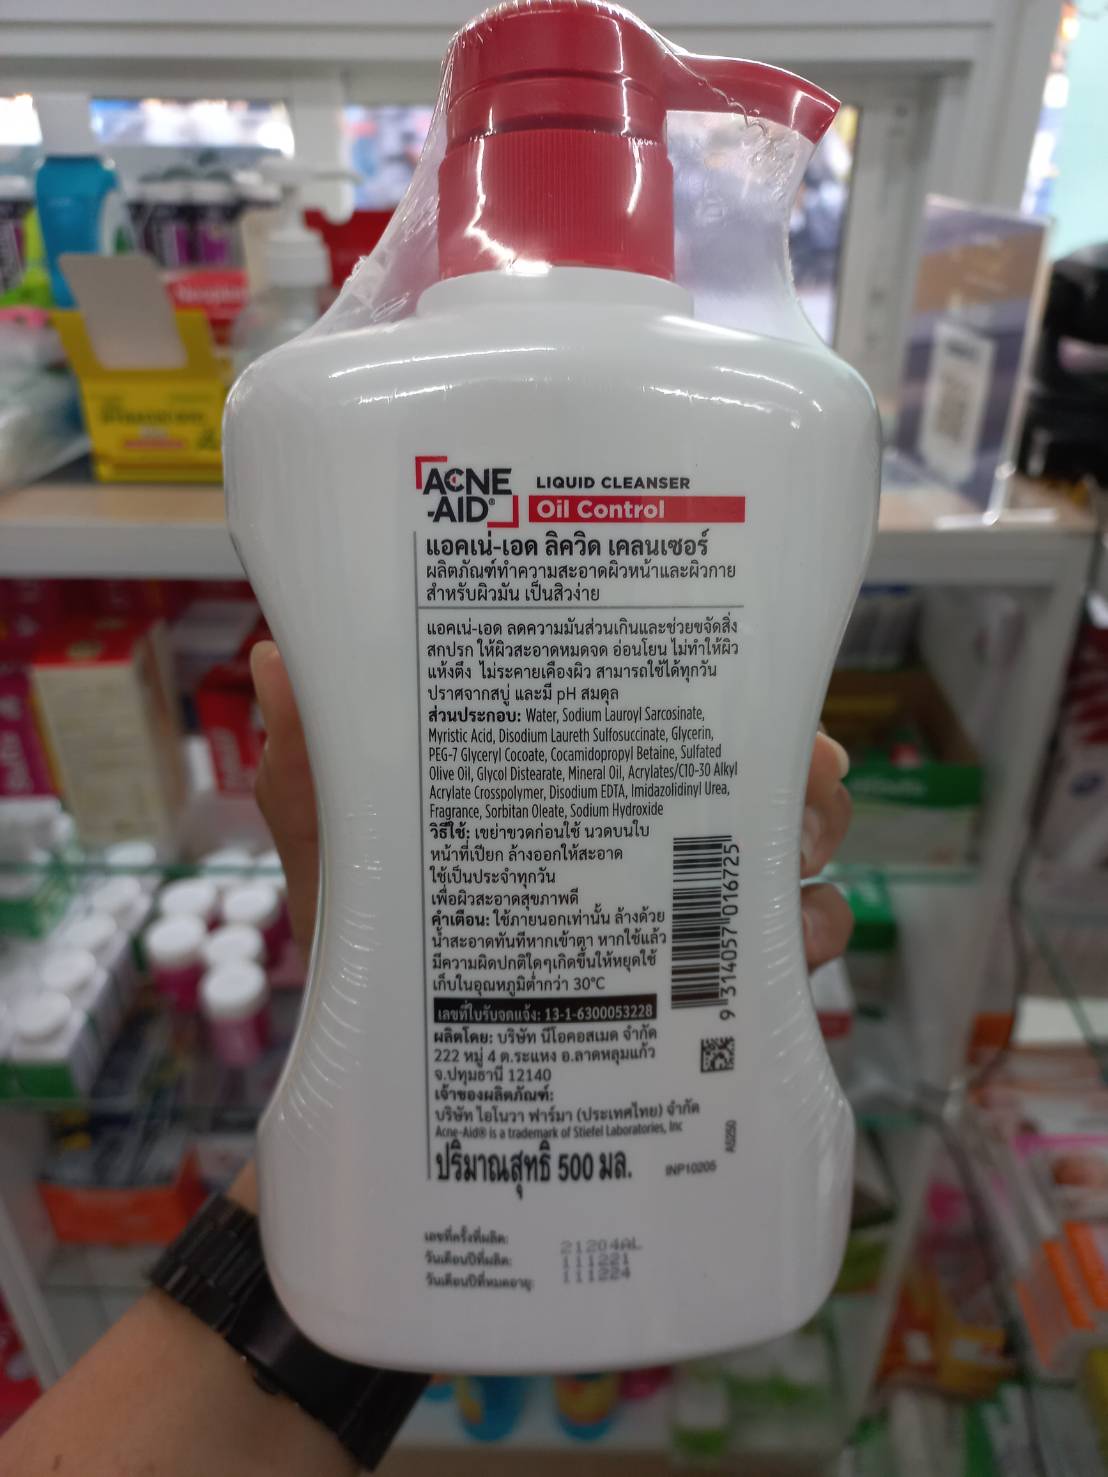 ACNE
-AID®
LIQUID CLEANSER
Oil Control
แอคเน่-เอด ลิควิด เคลนเซอร์
ผลิตภัณฑ์ทำความสะอาดผิวหน้าและผิวกาย
สำหรับผิวมัน เป็นสิวง่าย
แอคเน่-เอด ลดความมันส่วนเกินและช่วยขจัดสิ่ง
สกปรก ให้ผิวสะอาดหมดจด อ่อนโยน ไม่ทำให้ผิว
แห้งตึง ไม่ระคายเคืองผิว สามารถใช้ได้ทุกวัน
ปราศจากสบู่ และมี pH สมดุล
ส่วนประกอบ: Water, Sodium Lauroyl Sarcosinate,
Myristic Acid, Disodium Laureth Sulfosuccinate, Glycerin,
PEG-7 Glyceryl Cocoate, Cocamidopropyl Betaine, Sulfated
Olive Oil, Glycol Distearate, Mineral Oil, Acrylates/C10-30 Alkyl
Acrylate Crosspolymer, Disodium EDTA, Imidazolidinyl Urea,
Fragrance, Sorbitan Oleate, Sodium Hydroxide
วิธีใช้: เขย่าขวดก่อนใช้ นวดบนใบ
หน้าที่เปียก ล้างออกให้สะอาด
ใช้เป็นประจำทุกวัน
เพื่อผิวสะอาดสุขภาพดี
คำเตือน: ใช้ภายนอกเท่านั้น ล้างด้วย
น้ำสะอาดทันทีหากเข้าตา หากใช้แล้ว
มีความผิดปกติใดๆเกิดขึ้นให้หยุดใช้
เก็บในอุณหภูมิต่ำกว่า 30°C
เลขที่ใบรับจดแจ้ง: 13-1-6300053228
ผลิตโดย: บริษัท นีโอคอสเมด จำกัด
222 หมู่ 4 ต.ระแหง อ.ลาดหลุมแก้ว
จ.ปทุมธานี 12140
เจ้าของผลิตภัณฑ์:
บริษัท ไอโนวา ฟาร์มา (ประเทศไทย) จำกัด
Acne-Aid® is a trademark of Stiefel Laboratories, Inc
ปริมาณสุทธิ 500 มล.
INP10205
A0250
9 314057 016725
เลขที่ครั้งที่ผลิต: 21204AL
วันเดือนปีที่ผลิต: 111221
วันเดือนปีที่หมดอายุ: 111224